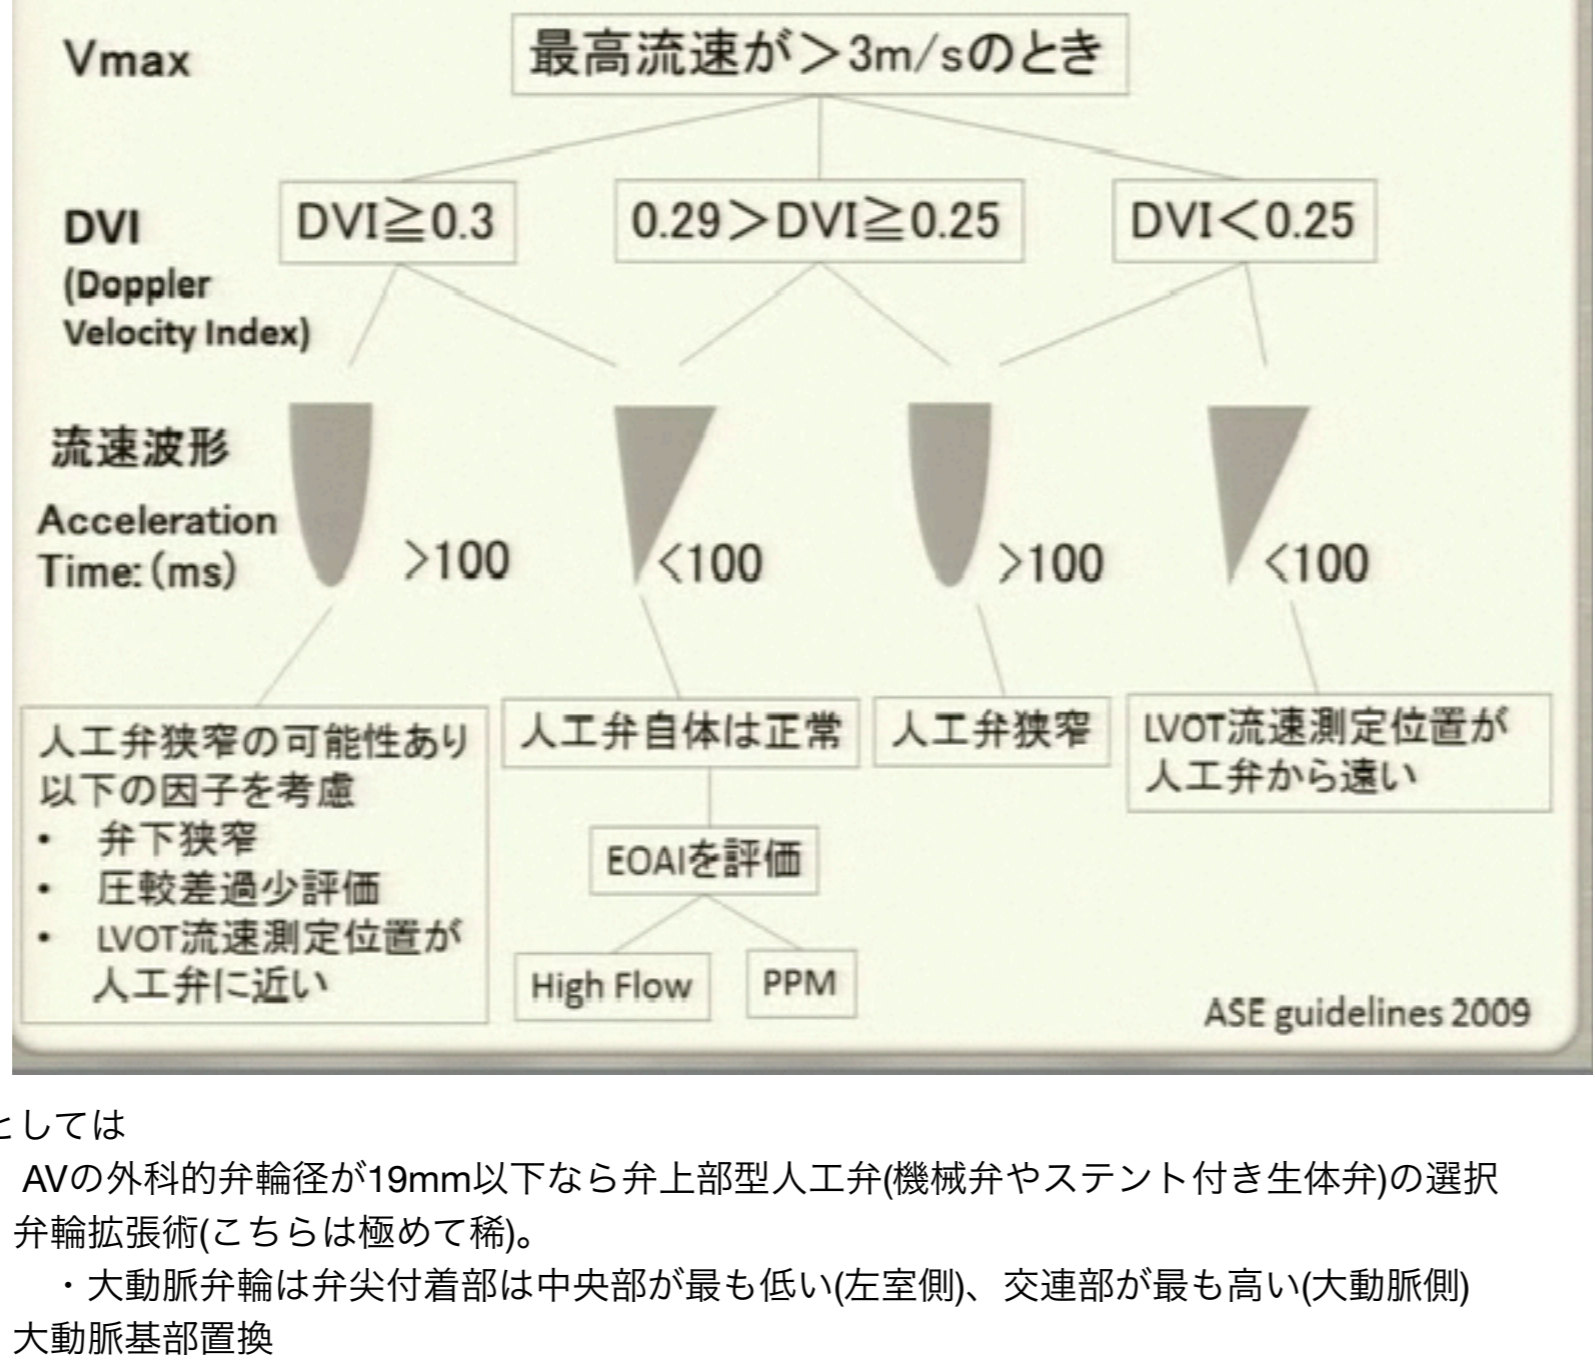 Vmax
最高流速が＞3m/sのとき
DVI
(Doppler
Velocity Index)
DVI≧0.3
0.29＞DVI≧0.25
DVI＜0.25
流速波形
Acceleration
Time:(ms)
>100
<100
>100
<100
人工弁狭窄の可能性あり
以下の因子を考慮
• 弁下狭窄
• 圧較差過少評価
• LVOT流速測定位置が
人工弁に近い
人工弁自体は正常
EOAIを評価
High Flow
PPM
人工弁狭窄
LVOT流速測定位置が
人工弁から遠い
ASE guidelines 2009
としては
AVの外科的弁輪径が19mm以下なら弁上部型人工弁(機械弁やステント付き生体弁)の選択
弁輪拡張術(こちらは極めて稀)。
・大動脈弁輪は弁尖付着部は中央部が最も低い(左室側)、交連部が最も高い(大動脈側)
大動脈基部置換